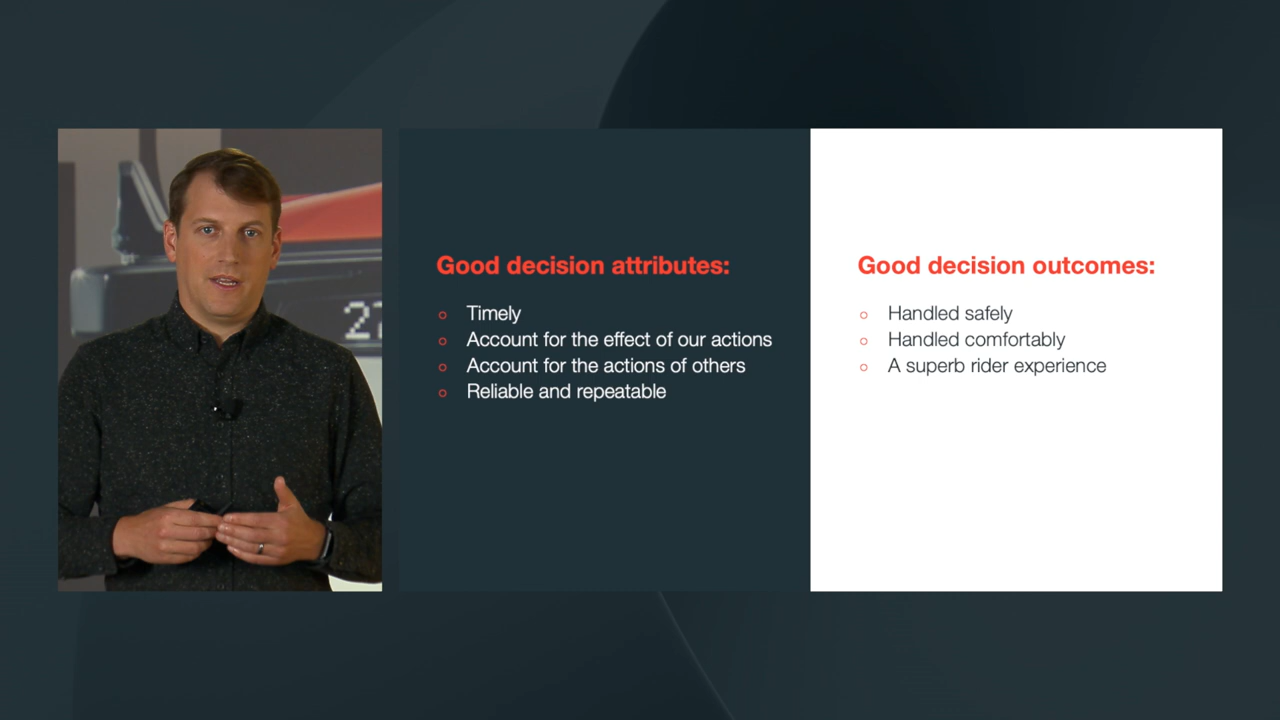 Good decision attributes:
Timely
Account for the effect of our actions
Account for the actions of others
Reliable and repeatable
Good decision outcomes:
Handled safely
Handled comfortably
A superb rider experience